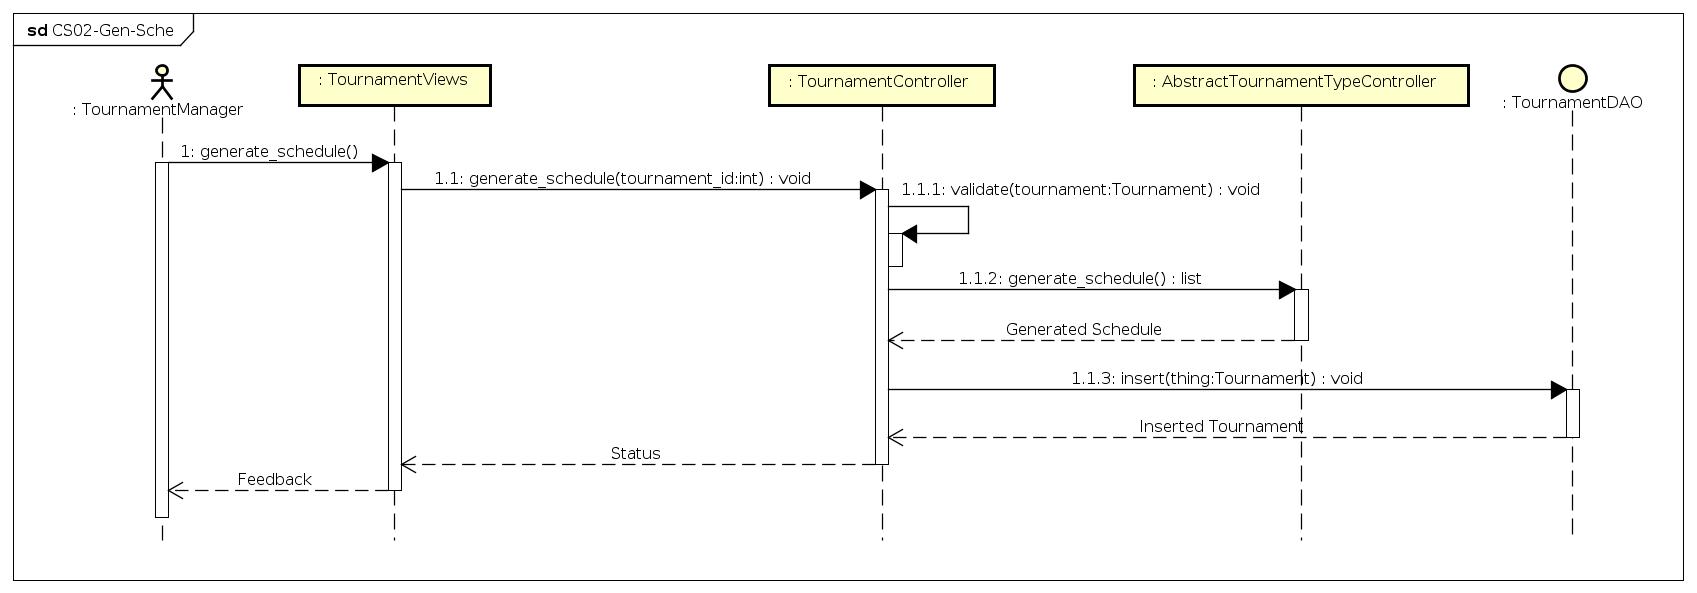 sd CS02-Gen-Sche
: TournamentManager
: TournamentViews
: TournamentController
: AbstractTournamentTypeController
: TournamentDAO
1: generate_schedule()
1.1: generate_schedule(tournament_id:int) : void
1.1.1: validate(tournament:Tournament) : void
1.1.2: generate_schedule() : list
Generated Schedule
1.1.3: insert(thing:Tournament) : void
Inserted Tournament
Status
Feedback